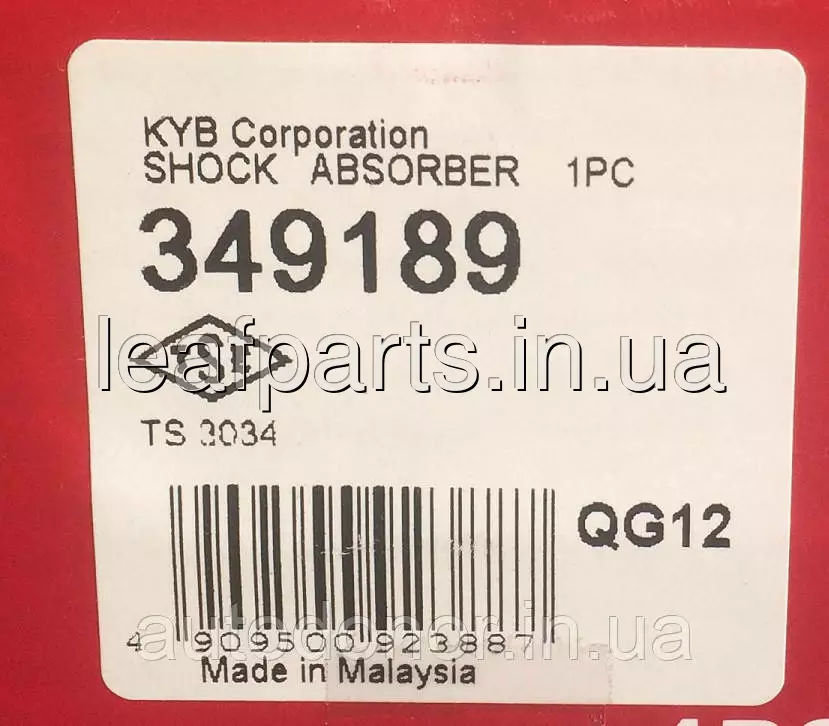 KYB Corporation
SHOCK ABSORBER 1PC
349189
leafparts.in.ua
TSE
TS 3034
QG12
4 909500 923887
autodonor.in.ua
Made in Malaysia